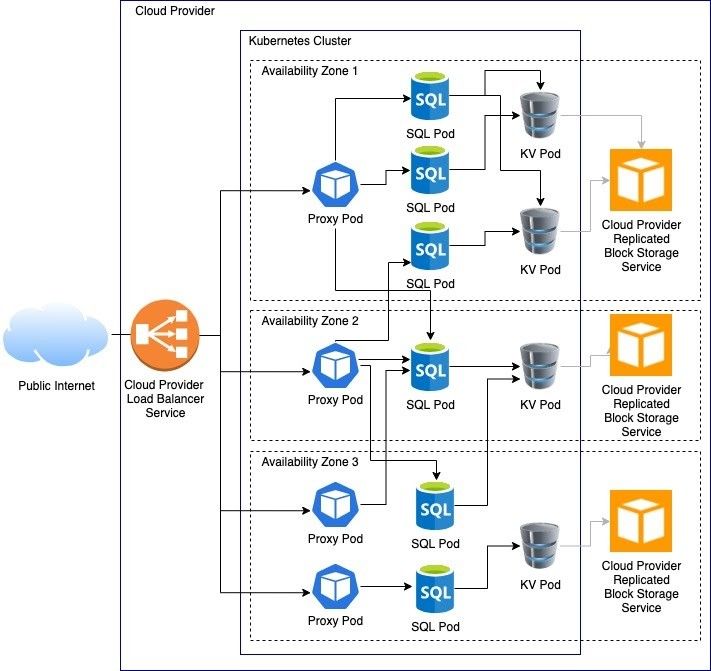 Cloud Provider
Kubernetes Cluster
Availability Zone 1
SQL
SQL Pod
KV Pod
SQL
SQL Pod
Proxy Pod
SQL
SQL Pod
KV Pod
Cloud Provider
Replicated
Block Storage
Service
Public Internet
Cloud Provider
Load Balancer
Service
Availability Zone 2
Proxy Pod
SQL
SQL Pod
KV Pod
Cloud Provider
Replicated
Block Storage
Service
Availability Zone 3
Proxy Pod
SQL
SQL Pod
Proxy Pod
SQL
SQL Pod
KV Pod
Cloud Provider
Replicated
Block Storage
Service